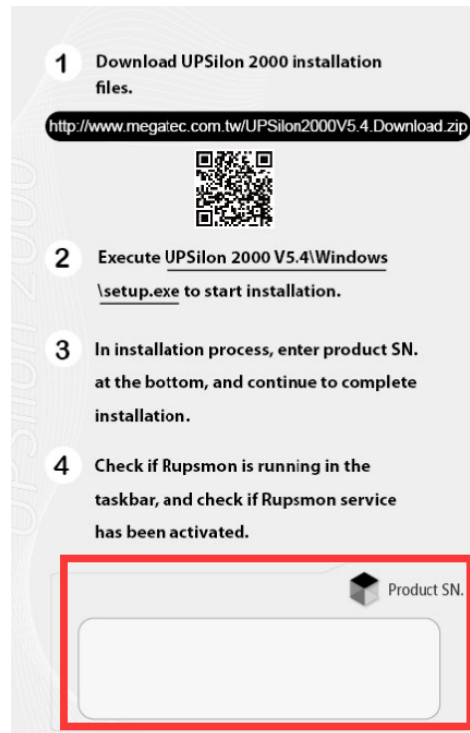 1 Download UPSilon 2000 installation
files.
http://www.megatec.com.tw/UPSilon2000V5.4.Download.zip
2 Execute UPSilon 2000 V5.4\Windows
\setup.exe to start installation.
3 In installation process, enter product SN.
at the bottom, and continue to complete
installation.
4 Check if Rupsmon is running in the
taskbar, and check if Rupsmon service
has been activated.
UPSilon 2000
Product SN.